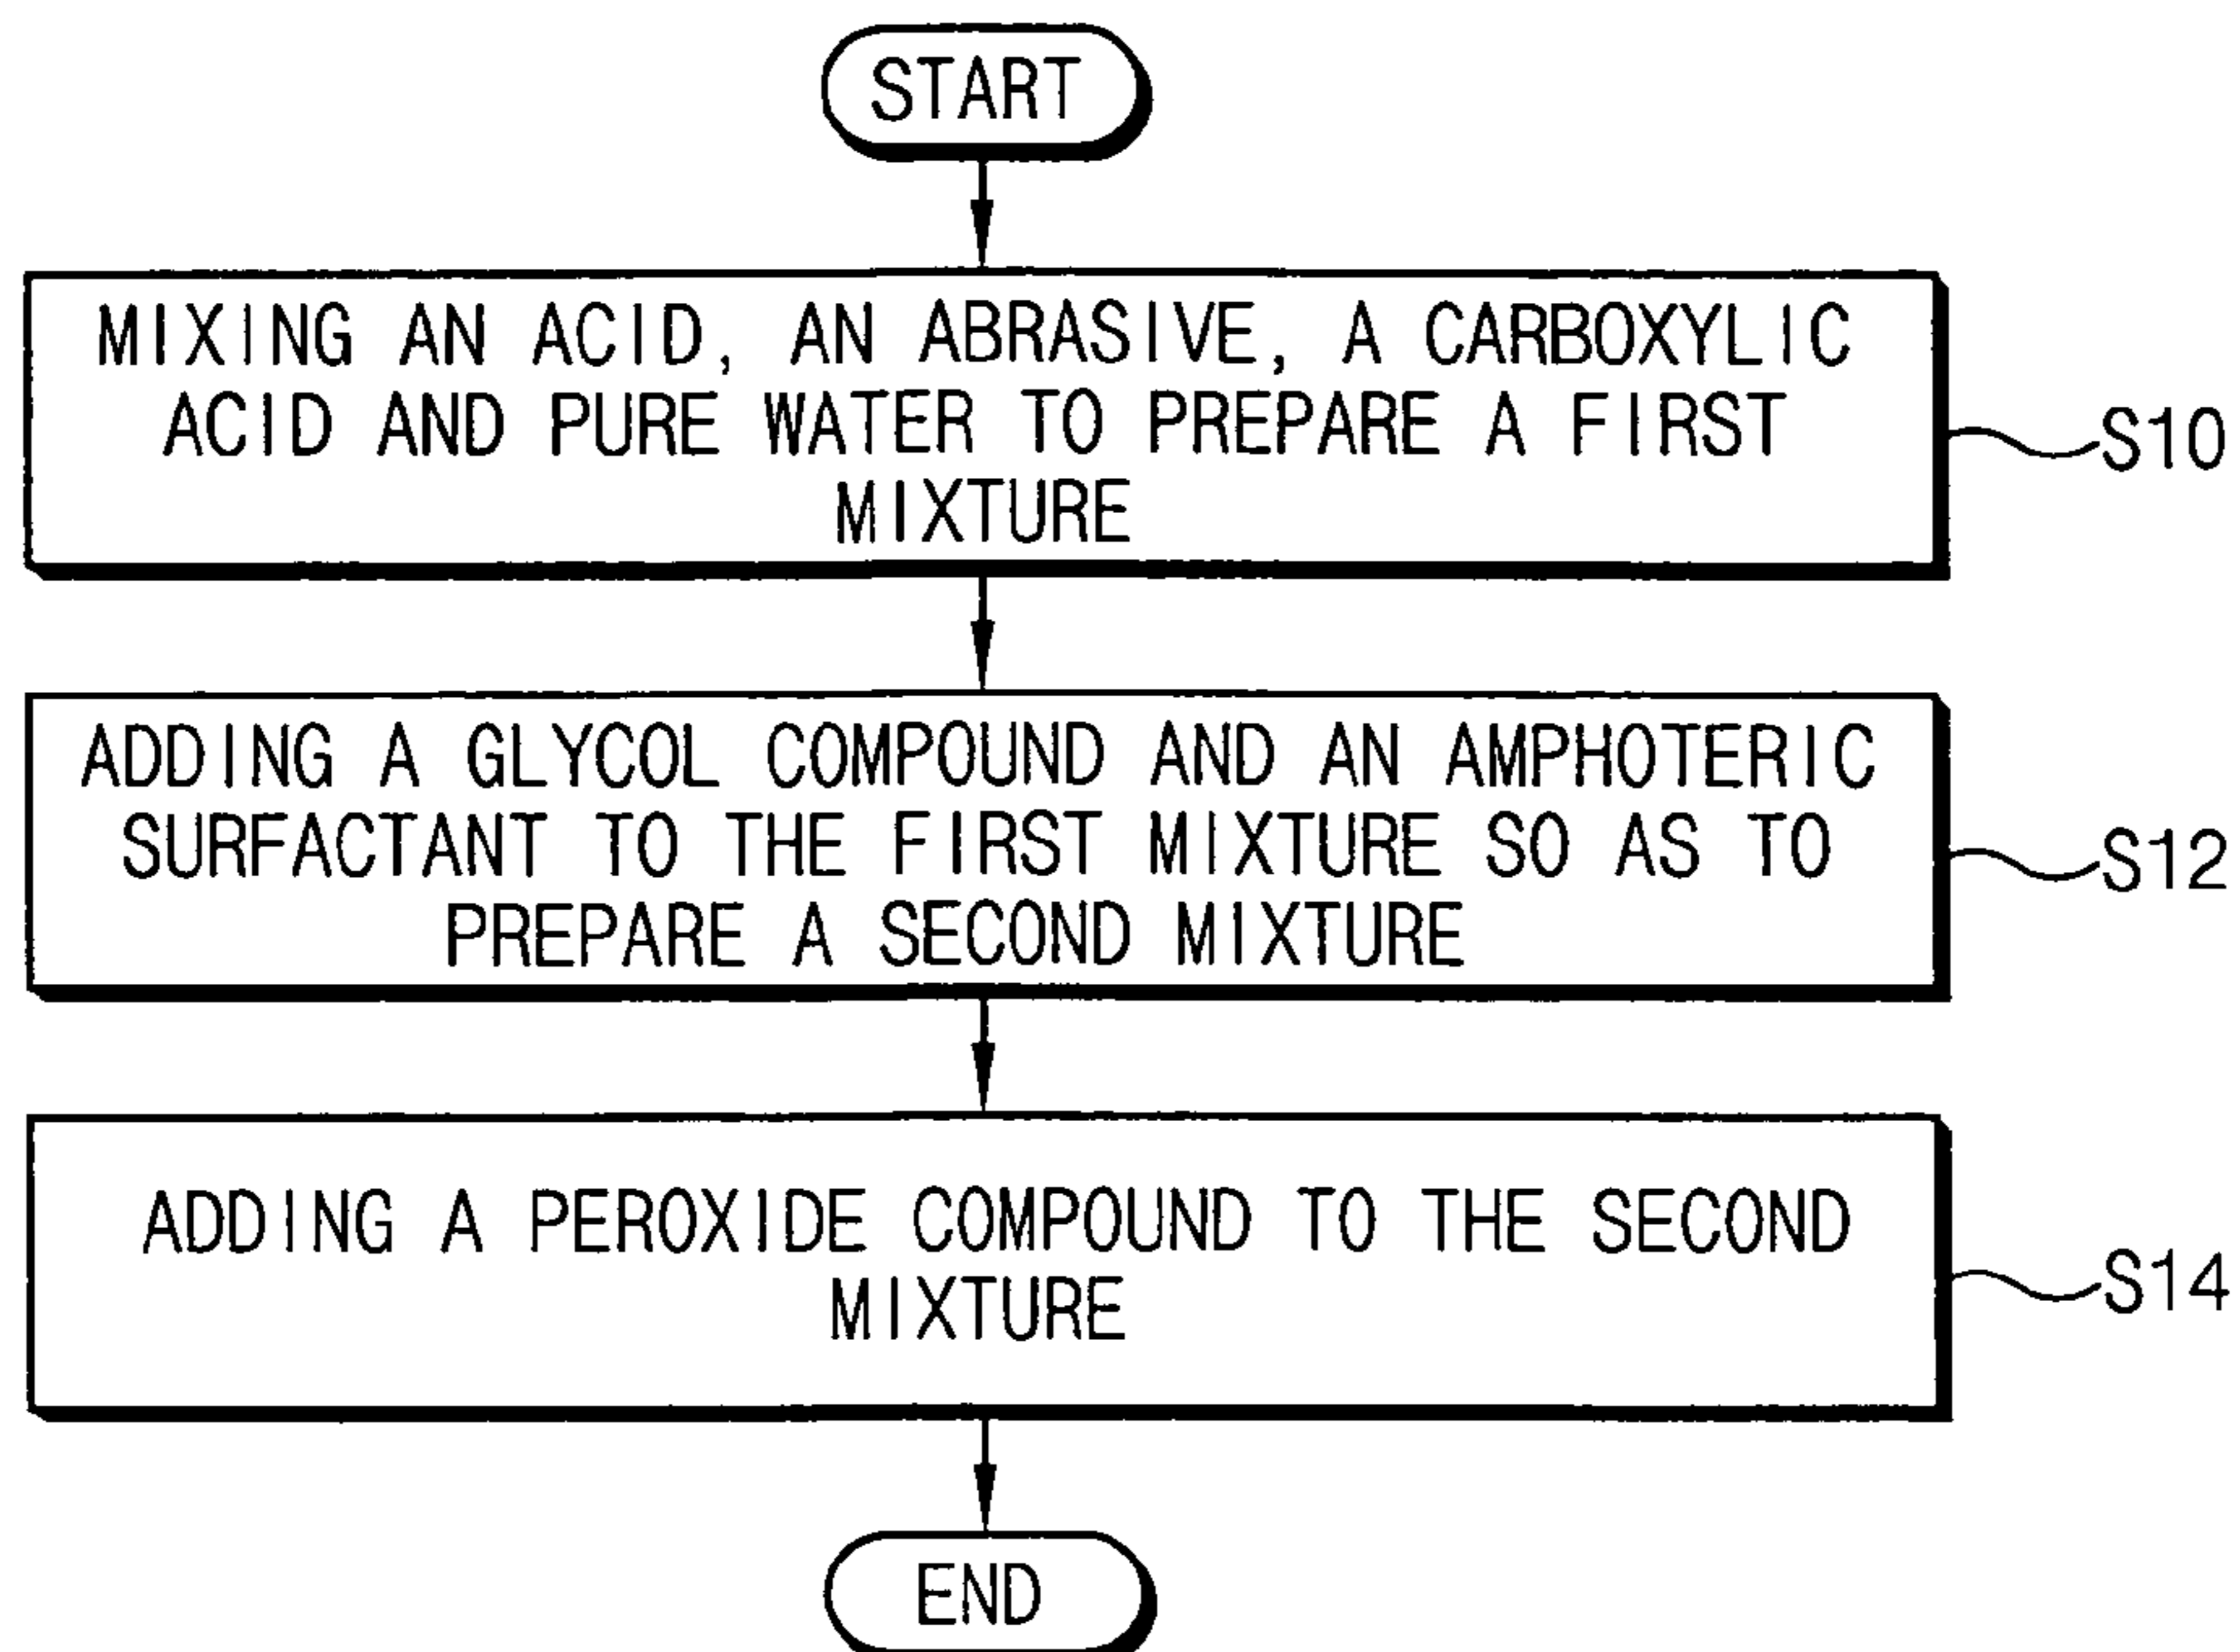 START
MIXING AN ACID, AN ABRASIVE, A CARBOXYLIC
ACID AND PURE WATER TO PREPARE A FIRST
MIXTURE
S10
ADDING A GLYCOL COMPOUND AND AN AMPHOTERIC
SURFACTANT TO THE FIRST MIXTURE SO AS TO
PREPARE A SECOND MIXTURE
S12
ADDING A PEROXIDE COMPOUND TO THE SECOND
MIXTURE
S14
END